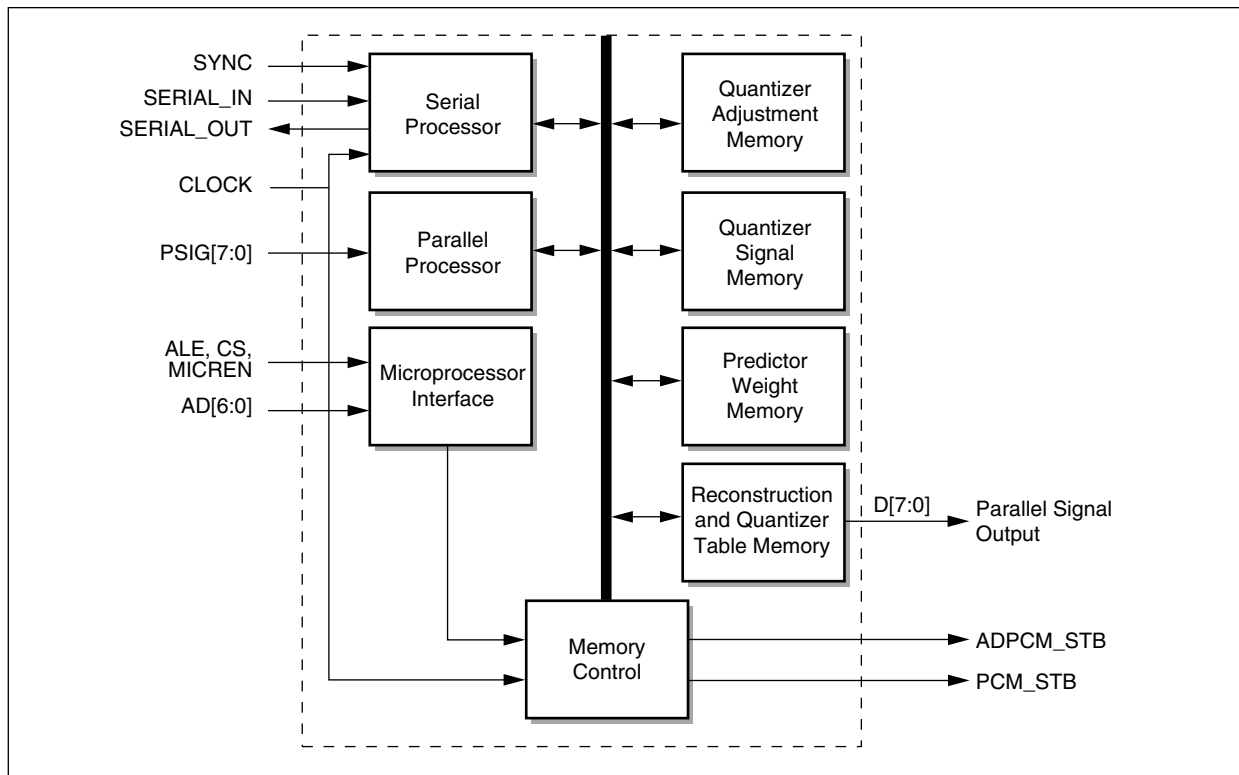 SYNC
SERIAL_IN
SERIAL_OUT
CLOCK
PSIG[7:0]
ALE, CS,
MICREN
AD[6:0]
Serial
Processor
Parallel
Processor
Microprocessor
Interface
Quantizer
Adjustment
Memory
Quantizer
Signal
Memory
Predictor
Weight
Memory
Reconstruction
and Quantizer
Table Memory
D[7:0]
Parallel Signal
Output
Memory
Control
ADPCM_STB
PCM_STB